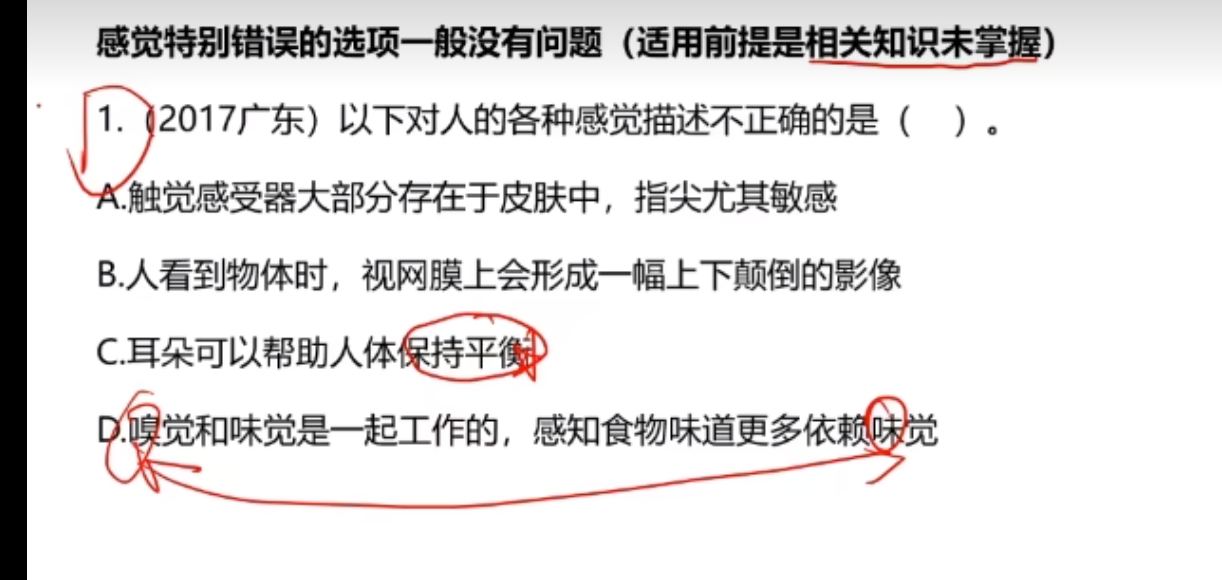 感觉特别错误的选项一般没有问题（适用前提是相关知识未掌握）
1.（2017广东）以下对人的各种感觉描述不正确的是（　）。
A.触觉感受器大部分存在于皮肤中，指尖尤其敏感
B.人看到物体时，视网膜上会形成一幅上下颠倒的影像
C.耳朵可以帮助人体保持平衡
D.嗅觉和味觉是一起工作的，感知食物味道更多依赖味觉